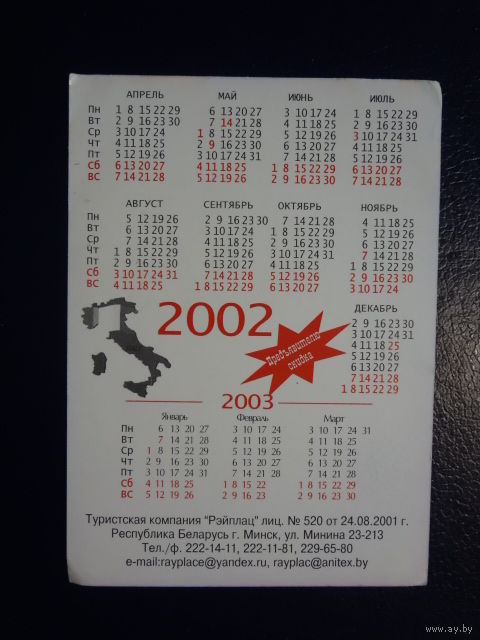 АПРЕЛЬ МАЙ ИЮНЬ ИЮЛЬ
Пн 1 8 15 22 29 6 13 20 27 3 10 17 24 1 8 15 22 29
Вт 2 9 16 23 30 7 14 21 28 4 11 18 25 2 9 16 23 30
Ср 3 10 17 24 1 8 15 22 29 5 12 19 26 3 10 17 24 31
Чт 4 11 18 25 2 9 16 23 30 6 13 20 27 4 11 18 25
Пт 5 12 19 26 3 10 17 24 31 7 14 21 28 5 12 19 26
Сб 6 13 20 27 4 11 18 25 1 8 15 22 29 6 13 20 27
ВС 7 14 21 28 5 12 19 26 2 9 16 23 30 7 14 21 28
АВГУСТ СЕНТЯБРЬ ОКТЯБРЬ НОЯБРЬ
Пн 5 12 19 26 2 9 16 23 30 7 14 21 28 4 11 18 25
Вт 6 13 20 27 3 10 17 24 1 8 15 22 29 5 12 19 26
Ср 7 14 21 28 4 11 18 25 2 9 16 23 30 6 13 20 27
Чт 1 8 15 22 29 5 12 19 26 3 10 17 24 31 7 14 21 28
Пт 2 9 16 23 30 6 13 20 27 4 11 18 25 1 8 15 22 29
Сб 3 10 17 24 31 7 14 21 28 5 12 19 26 2 9 16 23 30
ВС 4 11 18 25 1 8 15 22 29 6 13 20 27 3 10 17 24
2002
Предъявителю-
скидка
ДЕКАБРЬ
2 9 16 23 30
3 10 17 24 31
4 11 18 25
5 12 19 26
6 13 20 27
7 14 21 28
1 8 15 22 29
2003
Январь Февраль Март
Пн 6 13 20 27 3 10 17 24 3 10 17 24 31
Вт 7 14 21 28 4 11 18 25 4 11 18 25
Ср 1 8 15 22 29 5 12 19 26 5 12 19 26
Чт 2 9 16 23 30 6 13 20 27 6 13 20 27
Пт 3 10 17 24 31 7 14 21 28 7 14 21 28
Сб 4 11 18 25 1 8 15 22 1 8 15 22 29
ВС 5 12 19 26 2 9 16 23 2 9 16 23 30
Туристская компания "Рэйплац" лиц. № 520 от 24.08.2001 г.
Республика Беларусь г. Минск, ул. Минина 23-213
Тел./ф. 222-14-11, 222-11-81, 229-65-80
e-mail:rayplace@yandex.ru, rayplac@anitex.by
www.ay.by